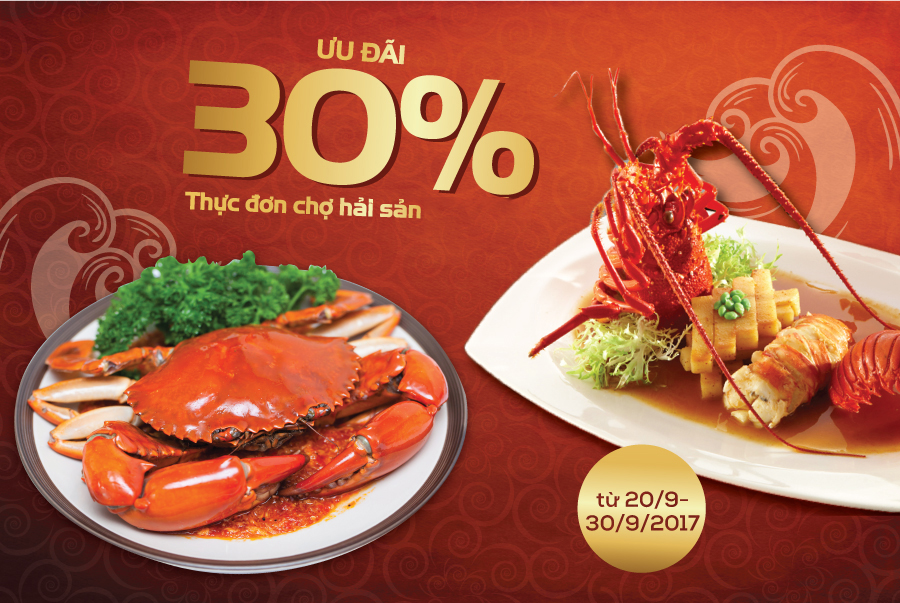 ƯU ĐÃI
30%
Thực đơn chợ hải sản
từ 20/9-
30/9/2017